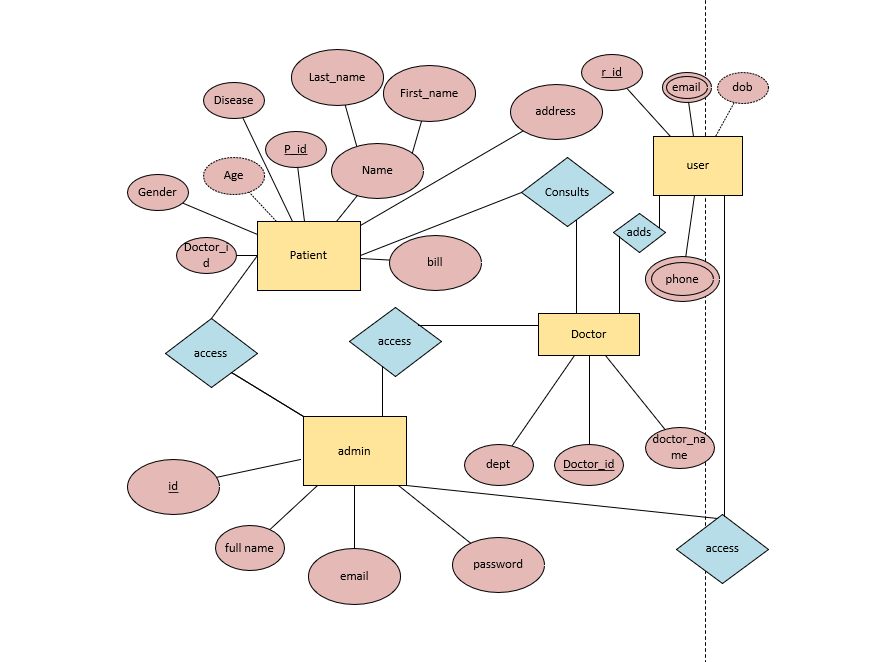 Last_name
r_id
First_name
email
dob
Disease
address
P_id
user
Name
Age
Gender
Consults
adds
Doctor_i
d
Patient
bill
phone
Doctor
access
access
doctor_na
me
admin
dept
Doctor_id
id
full name
access
password
email